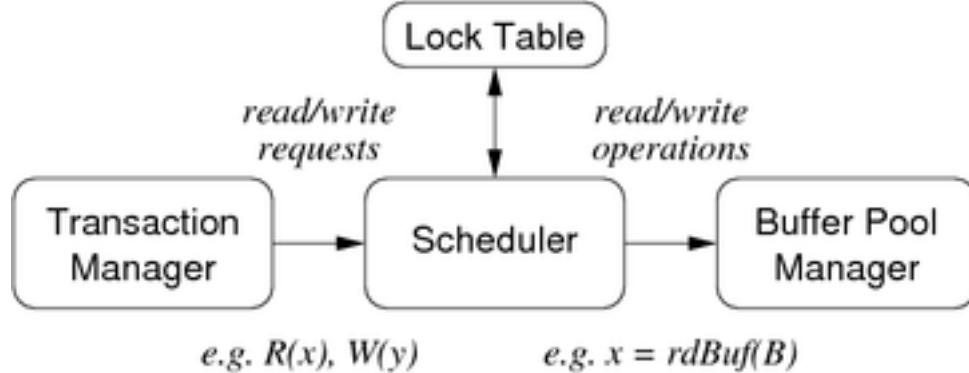 Lock Table
read/write
requests
read/write
operations
Transaction
Manager
Scheduler
Buffer Pool
Manager
e.g. R(x), W(y)
e.g. x = rdBuf(B)